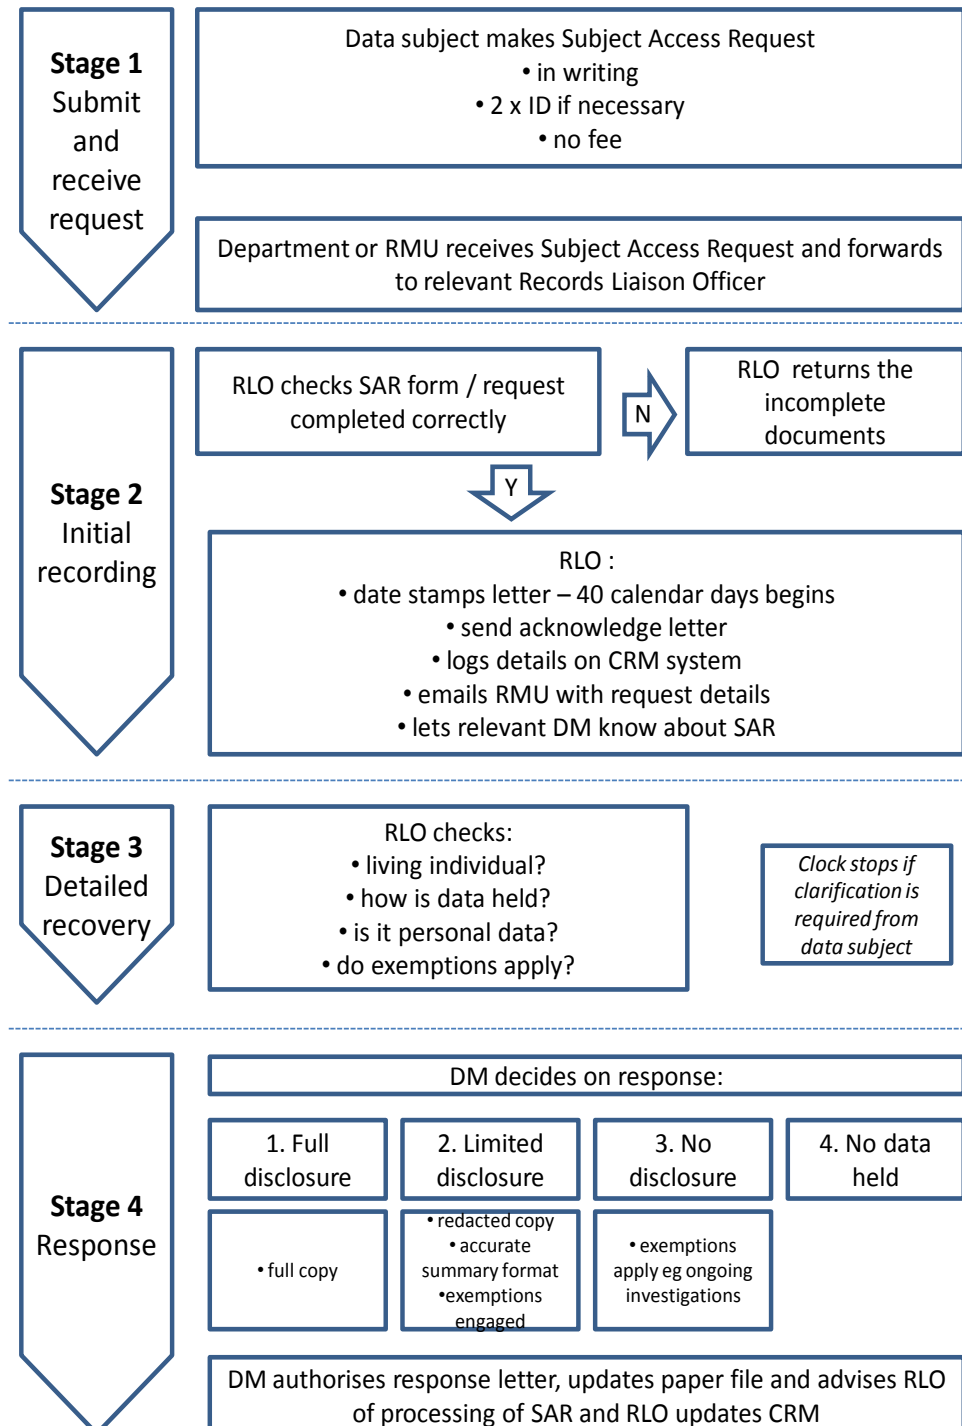 Stage 1
Submit
and
receive
request
Data subject makes Subject Access Request
• in writing
• 2 x ID if necessary
• no fee
Department or RMU receives Subject Access Request and forwards
to relevant Records Liaison Officer
Stage 2
Initial
recording
RLO checks SAR form / request
completed correctly
N
RLO returns the
incomplete
documents
Y
RLO :
• date stamps letter – 40 calendar days begins
• send acknowledge letter
• logs details on CRM system
• emails RMU with request details
• lets relevant DM know about SAR
Stage 3
Detailed
recovery
RLO checks:
• living individual?
• how is data held?
• is it personal data?
• do exemptions apply?
Clock stops if
clarification is
required from
data subject
Stage 4
Response
DM decides on response:
1. Full
disclosure
2. Limited
disclosure
3. No
disclosure
4. No data
held
• full copy
• redacted copy
• accurate
summary format
•exemptions
engaged
• exemptions
apply eg ongoing
investigations
DM authorises response letter, updates paper file and advises RLO
of processing of SAR and RLO updates CRM